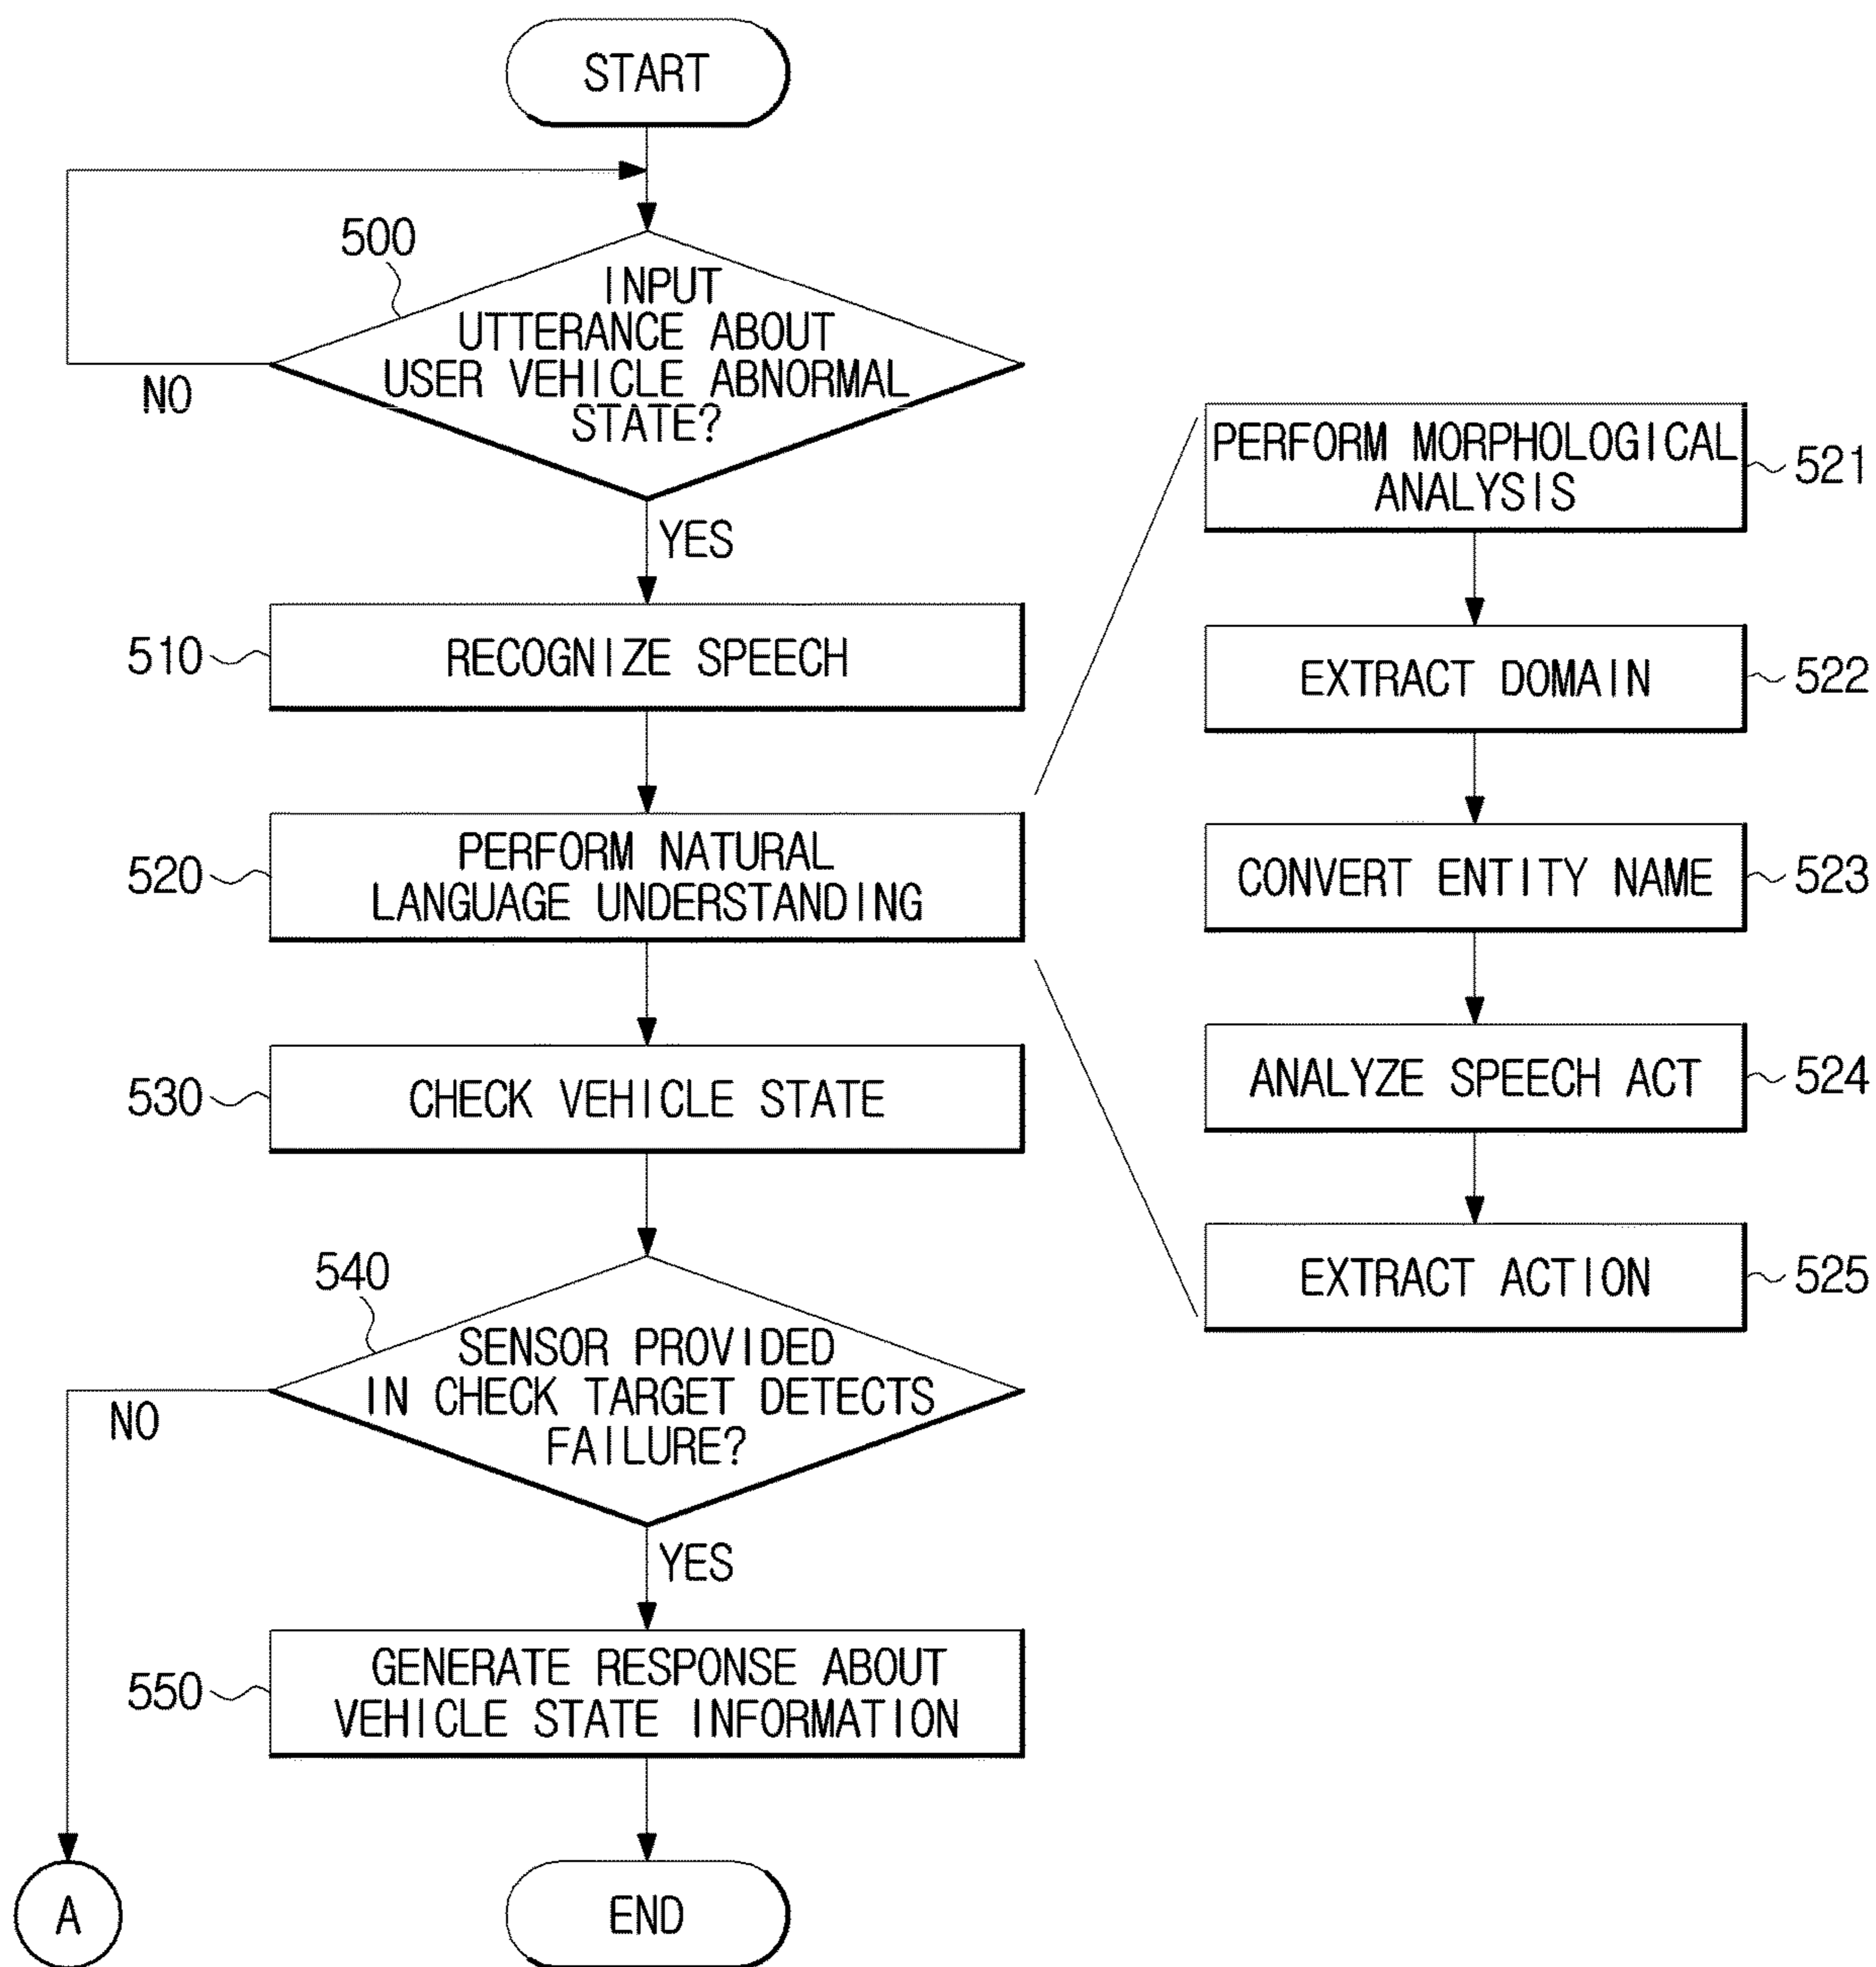 START
500
INPUT
UTTERANCE ABOUT
USER VEHICLE ABNORMAL
STATE?
NO
YES
510
RECOGNIZE SPEECH
520
PERFORM NATURAL
LANGUAGE UNDERSTANDING
530
CHECK VEHICLE STATE
540
SENSOR PROVIDED
IN CHECK TARGET DETECTS
FAILURE?
NO
YES
550
GENERATE RESPONSE ABOUT
VEHICLE STATE INFORMATION
A
END
PERFORM MORPHOLOGICAL
ANALYSIS
521
EXTRACT DOMAIN
522
CONVERT ENTITY NAME
523
ANALYZE SPEECH ACT
524
EXTRACT ACTION
525